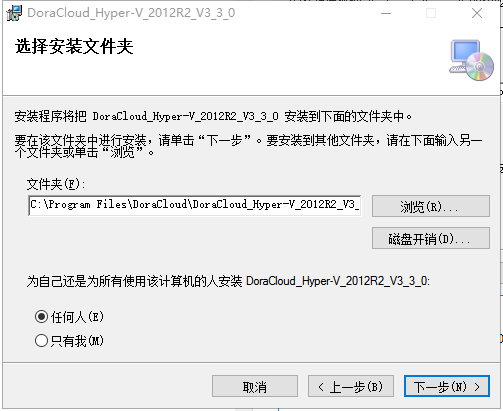 DoraCloud_Hyper-V_2012R2_V3_3_0
选择安装文件夹
安装程序将把 DoraCloud_Hyper-V_2012R2_V3_3_0 安装到下面的文件夹中。
要在该文件夹中进行安装，请单击“下一步”。要安装到其他文件夹，请在下面输入另一
个文件夹或单击“浏览”。
文件夹(F):
C:\Program Files\DoraCloud\DoraCloud_Hyper-V_2012R2_V3_
浏览(R)...
磁盘开销(D)...
为自己还是为所有使用该计算机的人安装 DoraCloud_Hyper-V_2012R2_V3_3_0:
任何人(E)
只有我(M)
取消
< 上一步(B)
下一步(N) >